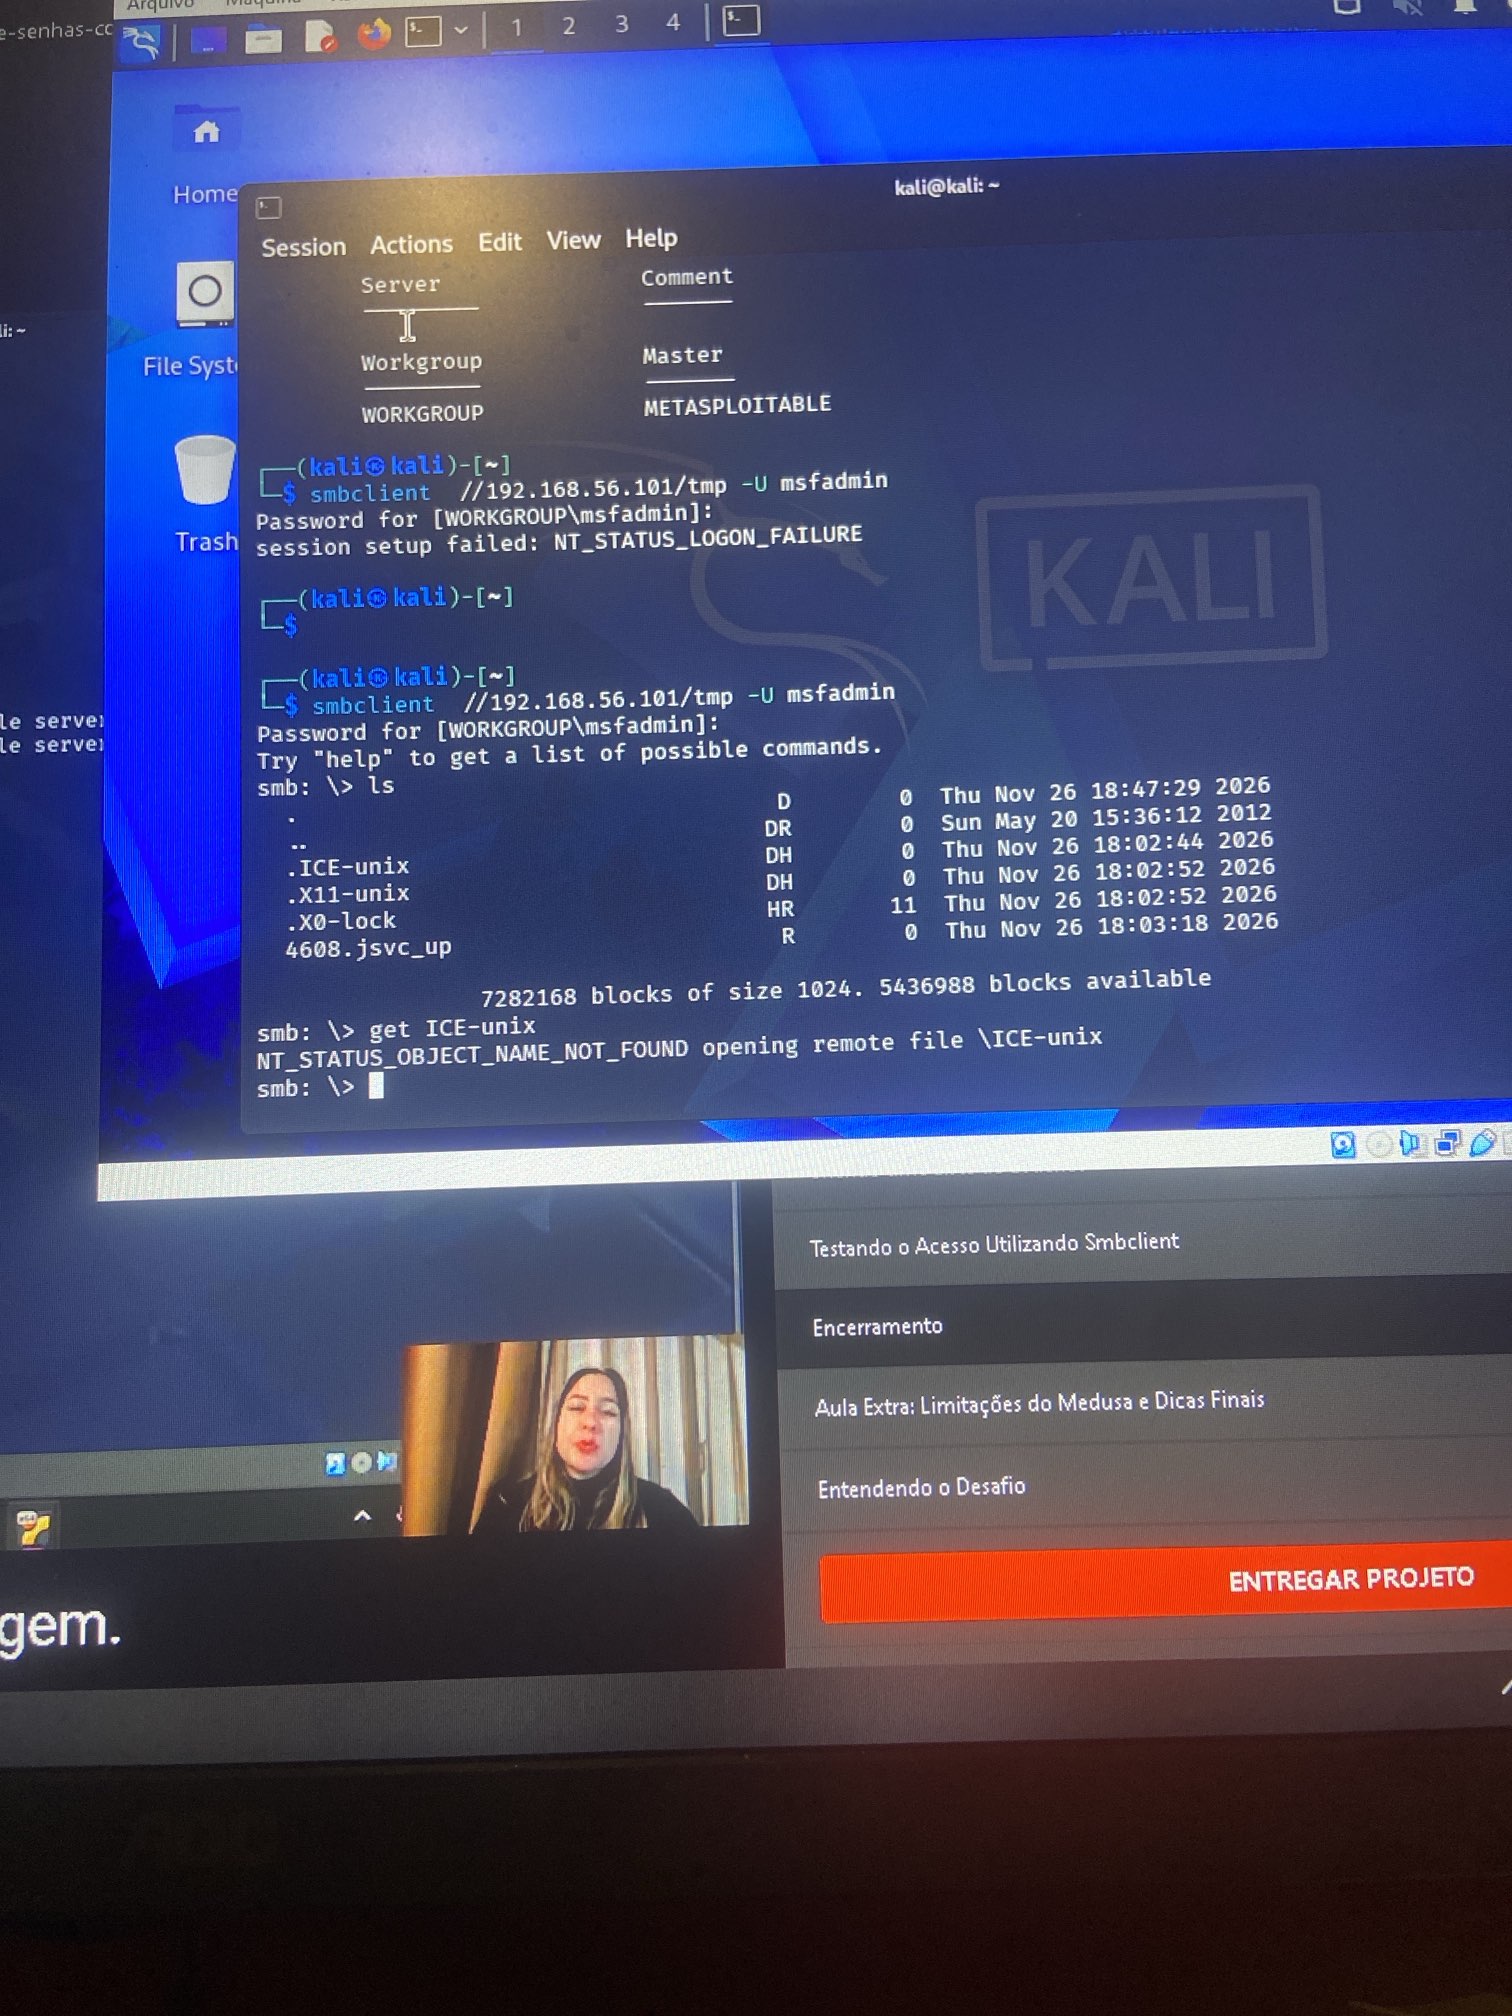 Arquivo
e-senhas-cc
1 2 3 4
Home
kali@kali: ~
Session Actions Edit View Help
Server Comment
li: ~
File Syst
Workgroup Master
WORKGROUP METASPLOITABLE
Trash
(kali㉿kali)-[~]
$ smbclient //192.168.56.101/tmp -U msfadmin
Password for [WORKGROUP\msfadmin]:
session setup failed: NT_STATUS_LOGON_FAILURE
KALI
(kali㉿kali)-[~]
$
(kali㉿kali)-[~]
$ smbclient //192.168.56.101/tmp -U msfadmin
le server
le server
Password for [WORKGROUP\msfadmin]:
Try "help" to get a list of possible commands.
smb: \> ls
. D 0 Thu Nov 26 18:47:29 2026
.. DR 0 Sun May 20 15:36:12 2012
.ICE-unix DH 0 Thu Nov 26 18:02:44 2026
.X11-unix DH 0 Thu Nov 26 18:02:52 2026
.X0-lock HR 11 Thu Nov 26 18:02:52 2026
4608.jsvc_up R 0 Thu Nov 26 18:03:18 2026
7282168 blocks of size 1024. 5436988 blocks available
smb: \> get ICE-unix
NT_STATUS_OBJECT_NAME_NOT_FOUND opening remote file \ICE-unix
smb: \>
Testando o Acesso Utilizando Smbclient
Encerramento
Aula Extra: Limitações do Medusa e Dicas Finais
Entendendo o Desafio
ENTREGAR PROJETO
gem.